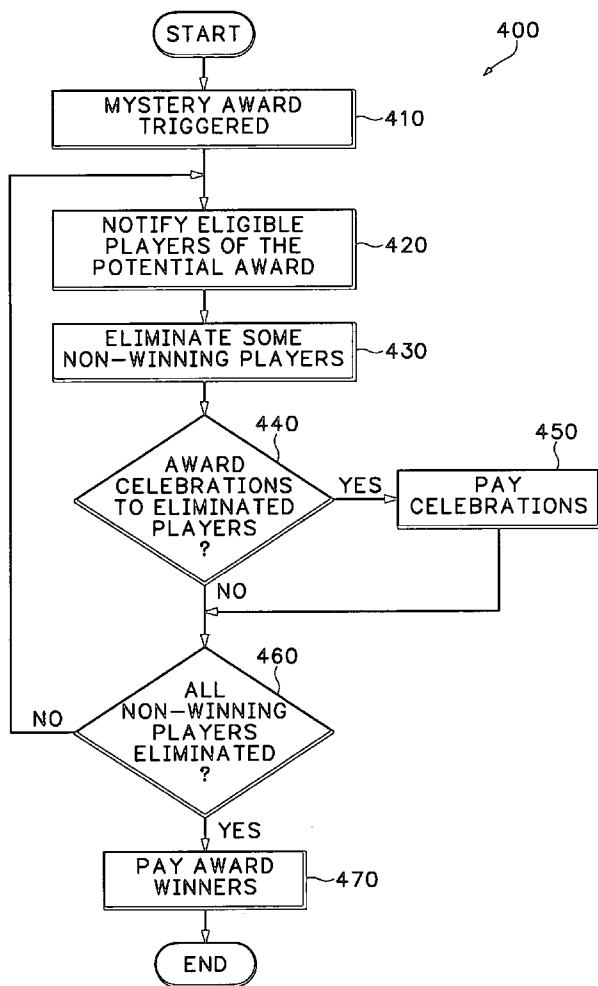 START
400
MYSTERY AWARD
TRIGGERED
410
NOTIFY ELIGIBLE
PLAYERS OF THE
POTENTIAL AWARD
420
ELIMINATE SOME
NON-WINNING PLAYERS
430
440
AWARD
CELEBRATIONS
TO ELIMINATED
PLAYERS
?
YES
450
PAY
CELEBRATIONS
NO
460
ALL
NON-WINNING
PLAYERS
ELIMINATED
?
NO
YES
PAY AWARD
WINNERS
470
END